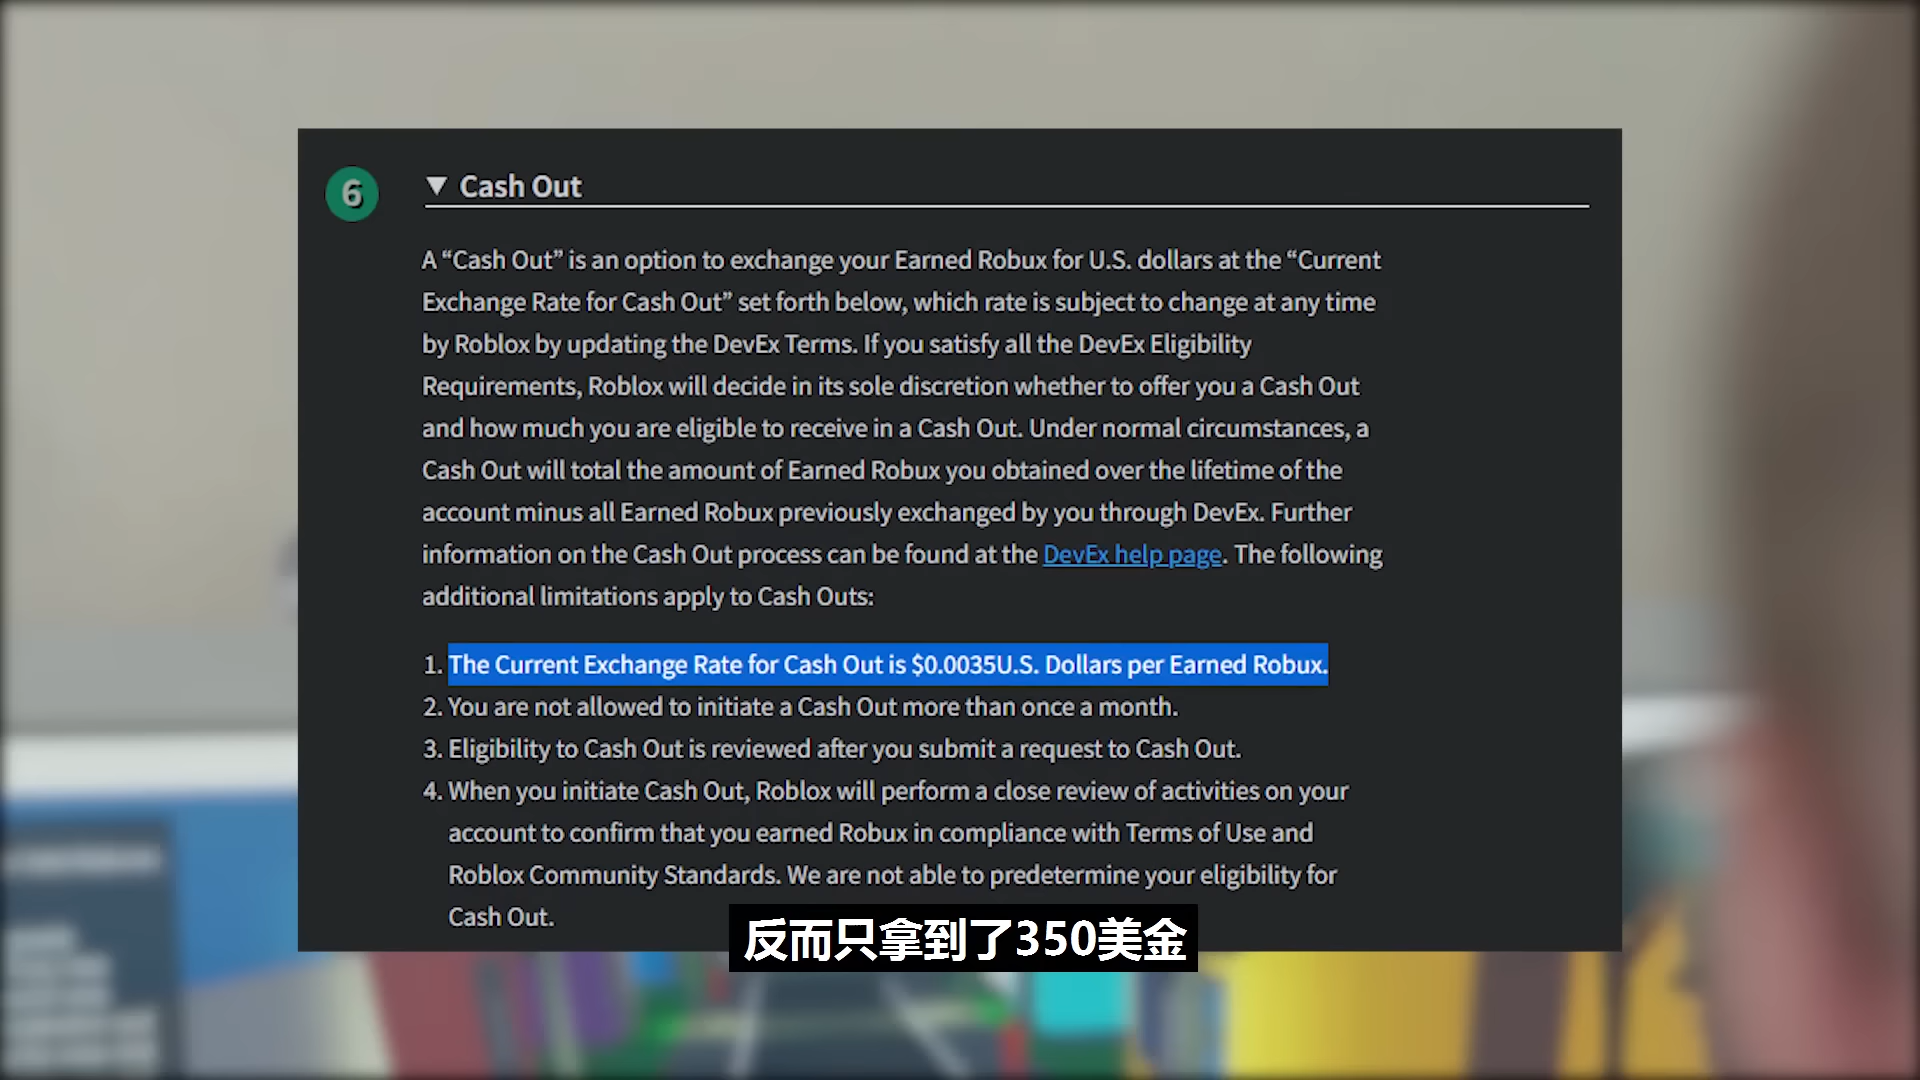 6
▼ Cash Out
A “Cash Out” is an option to exchange your Earned Robux for U.S. dollars at the “Current
Exchange Rate for Cash Out” set forth below, which rate is subject to change at any time
by Roblox by updating the DevEx Terms. If you satisfy all the DevEx Eligibility
Requirements, Roblox will decide in its sole discretion whether to offer you a Cash Out
and how much you are eligible to receive in a Cash Out. Under normal circumstances, a
Cash Out will total the amount of Earned Robux you obtained over the lifetime of the
account minus all Earned Robux previously exchanged by you through DevEx. Further
information on the Cash Out process can be found at the DevEx help page. The following
additional limitations apply to Cash Outs:
1. The Current Exchange Rate for Cash Out is $0.0035U.S. Dollars per Earned Robux.
2. You are not allowed to initiate a Cash Out more than once a month.
3. Eligibility to Cash Out is reviewed after you submit a request to Cash Out.
4. When you initiate Cash Out, Roblox will perform a close review of activities on your
account to confirm that you earned Robux in compliance with Terms of Use and
Roblox Community Standards. We are not able to predetermine your eligibility for
Cash Out.
反而只拿到了350美金